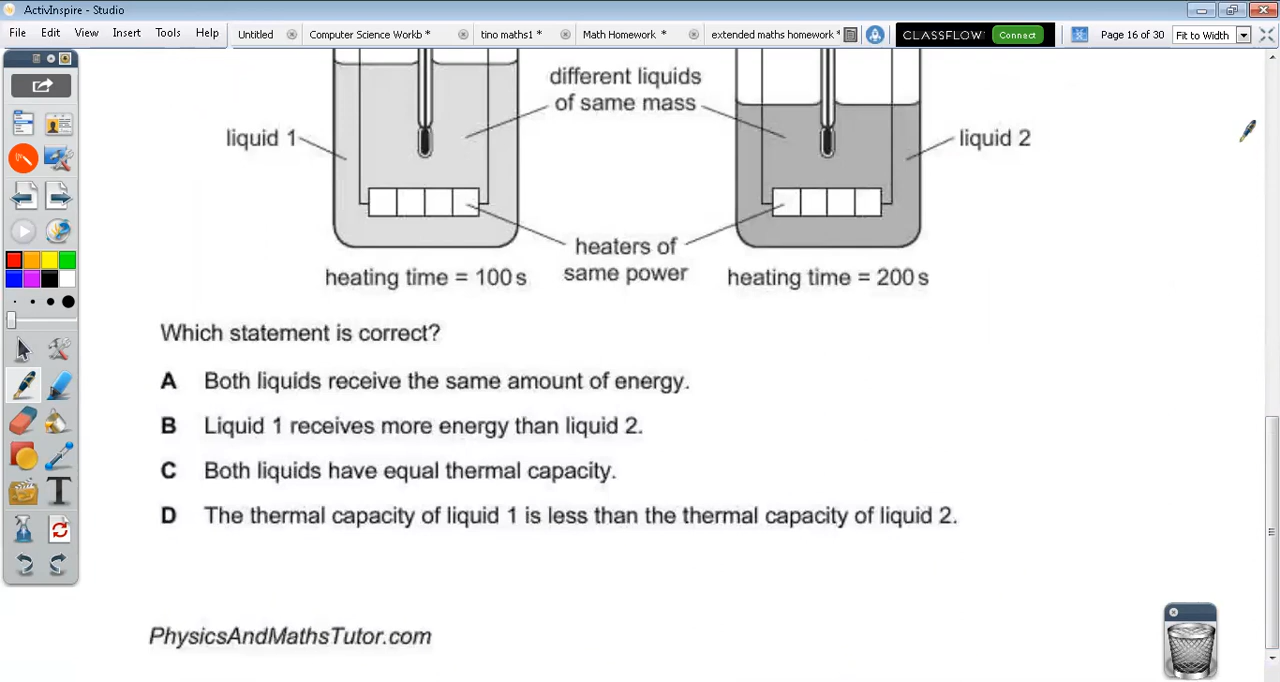 ActivInspire - Studio
File Edit View Insert Tools Help Untitled Computer Science Workb * tino maths1 * Math Homework * extended maths homework * CLASSFLOW Connect Page 16 of 30 Fit to Width
different liquids
of same mass
liquid 1
liquid 2
heaters of
same power
heating time = 100 s
heating time = 200 s
Which statement is correct?
A Both liquids receive the same amount of energy.
B Liquid 1 receives more energy than liquid 2.
C Both liquids have equal thermal capacity.
D The thermal capacity of liquid 1 is less than the thermal capacity of liquid 2.
T
PhysicsAndMathsTutor.com